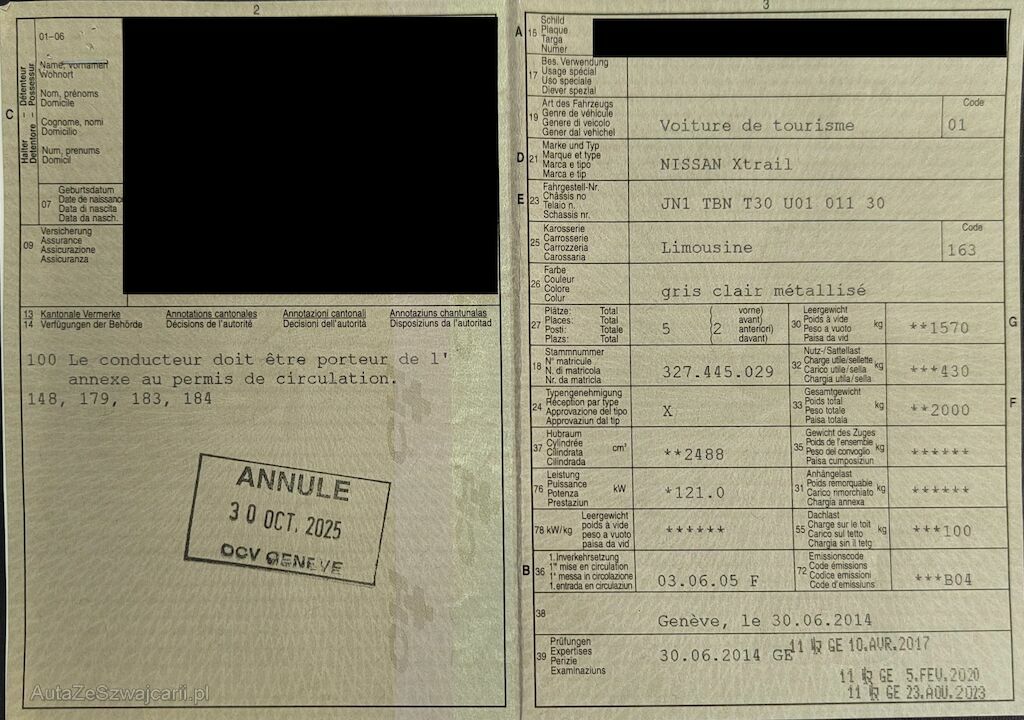 2
01-06
Name, Vornamen
Wohnort
Nom, prénoms
Domicile
Cognome, nomi
Domicilio
Num, prenums
Domicil
C
Halter – Détenteur
Detentore – Possessur
07
Geburtsdatum
Date de naissance
Data di nascita
Data da nasch.
09
Versicherung
Assurance
Assicurazione
Assicuranza
13 Kantonale Vermerke Annotations cantonales Annotazioni cantonali Annotaziuns chantunalas
14 Verfügungen der Behörde Décisions de l'autorité Decisioni dell'autorità Disposiziuns da l'autoritad
100 Le conducteur doit être porteur de l'
annexe au permis de circulation.
148, 179, 183, 184
ANNULE
30 OCT. 2025
OCV GENEVE
AutaZeSzwajcarii.pl
3
A 15
Schild
Plaque
Targa
Numer
17
Bes. Verwendung
Usage spécial
Uso speciale
Diever spezial
19
Art des Fahrzeugs
Genre de véhicule
Genere di veicolo
Gener dal vehichel
Voiture de tourisme
Code
01
D 21
Marke und Typ
Marque et type
Marca e tipo
Marca e tip
NISSAN Xtrail
E 23
Fahrgestell-Nr.
Châssis no
Telaio n.
Schassis nr.
JN1 TBN T30 U01 011 30
25
Karosserie
Carrosserie
Carrozzeria
Carossaria
Limousine
Code
163
26
Farbe
Couleur
Colore
Colur
gris clair métallisé
27
Plätze: Total vorne)
Places: Total avant)
Posti: Totale anteriori)
Plazs: Total davant)
5 (2
30
Leergewicht
Poids à vide
Peso a vuoto
Paisa da vid
kg
**1570
G
18
Stammnummer
N° matricule
N. di matricola
Nr. da matricla
327.445.029
32
Nutz-/Sattellast
Charge utile/sellette
Carico utile/sella
Chargia utila/sella
kg
***430
24
Typengenehmigung
Réception par type
Approvazione del tipo
Approvaziun dal tip
X
33
Gesamtgewicht
Poids total
Peso totale
Paisa totala
kg
**2000
F
37
Hubraum
Cylindrée
Cilindrata
Cilindrada
cm³
**2488
35
Gewicht des Zuges
Poids de l'ensemble
Peso del convoglio
Paisa cumposiziun
kg
******
76
Leistung
Puissance
Potenza
Prestaziun
kW
*121.0
31
Anhängelast
Poids remorquable
Carico rimorchiato
Chargia annexa
kg
******
78 kW/kg
Leergewicht
poids à vide
peso a vuoto
paisa da vid
******
55
Dachlast
Charge sur le toit
Carico sul tetto
Chargia sin il tetg
kg
***100
B 36
1. Inverkehrsetzung
1re mise en circulation
1a messa in circolazione
1. entrada en circulaziun
03.06.05 F
72
Emissionscode
Code émissions
Codice emissioni
Code d'emissiuns
***B04
38
Genève, le 30.06.2014
39
Prüfungen
Expertises
Perizie
Examinaziuns
30.06.2014 GE
11 GE 10.AVR.2017
11 GE 5.FEV.2020
11 GE 23.AOU.2023